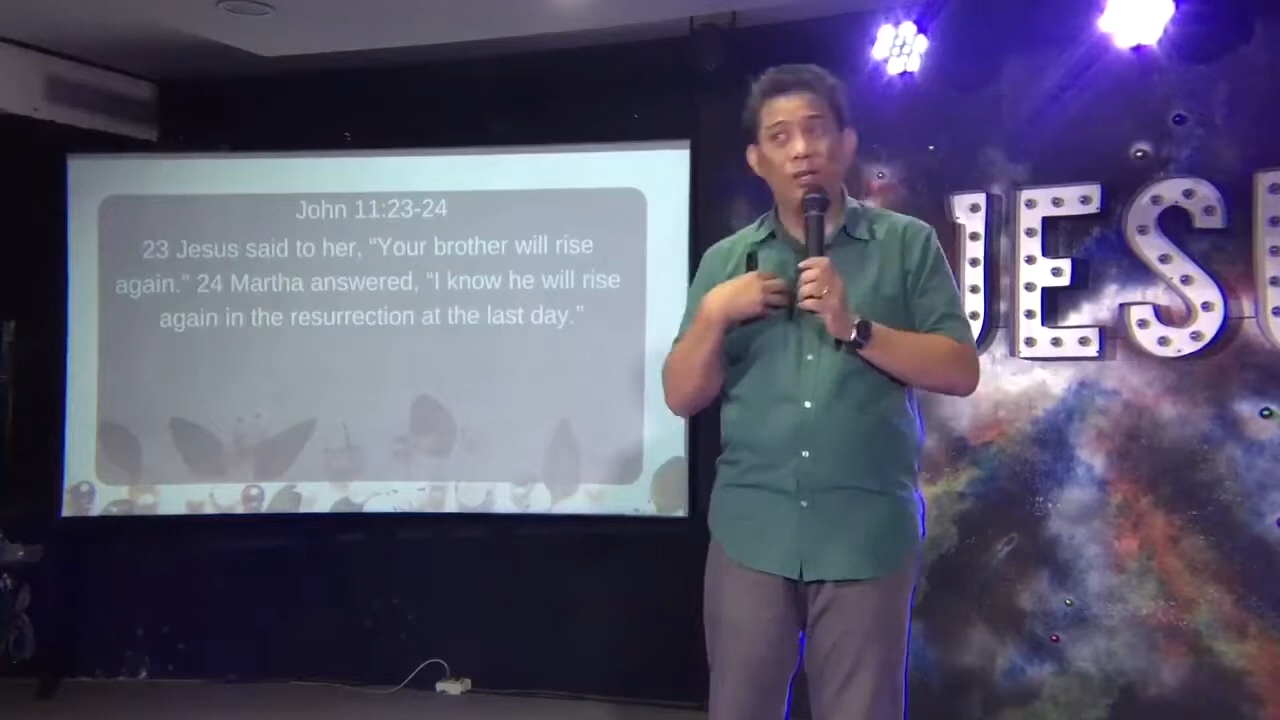 John 11:23-24
23 Jesus said to her, “Your brother will rise
again.” 24 Martha answered, “I know he will rise
again in the resurrection at the last day.”
JESU